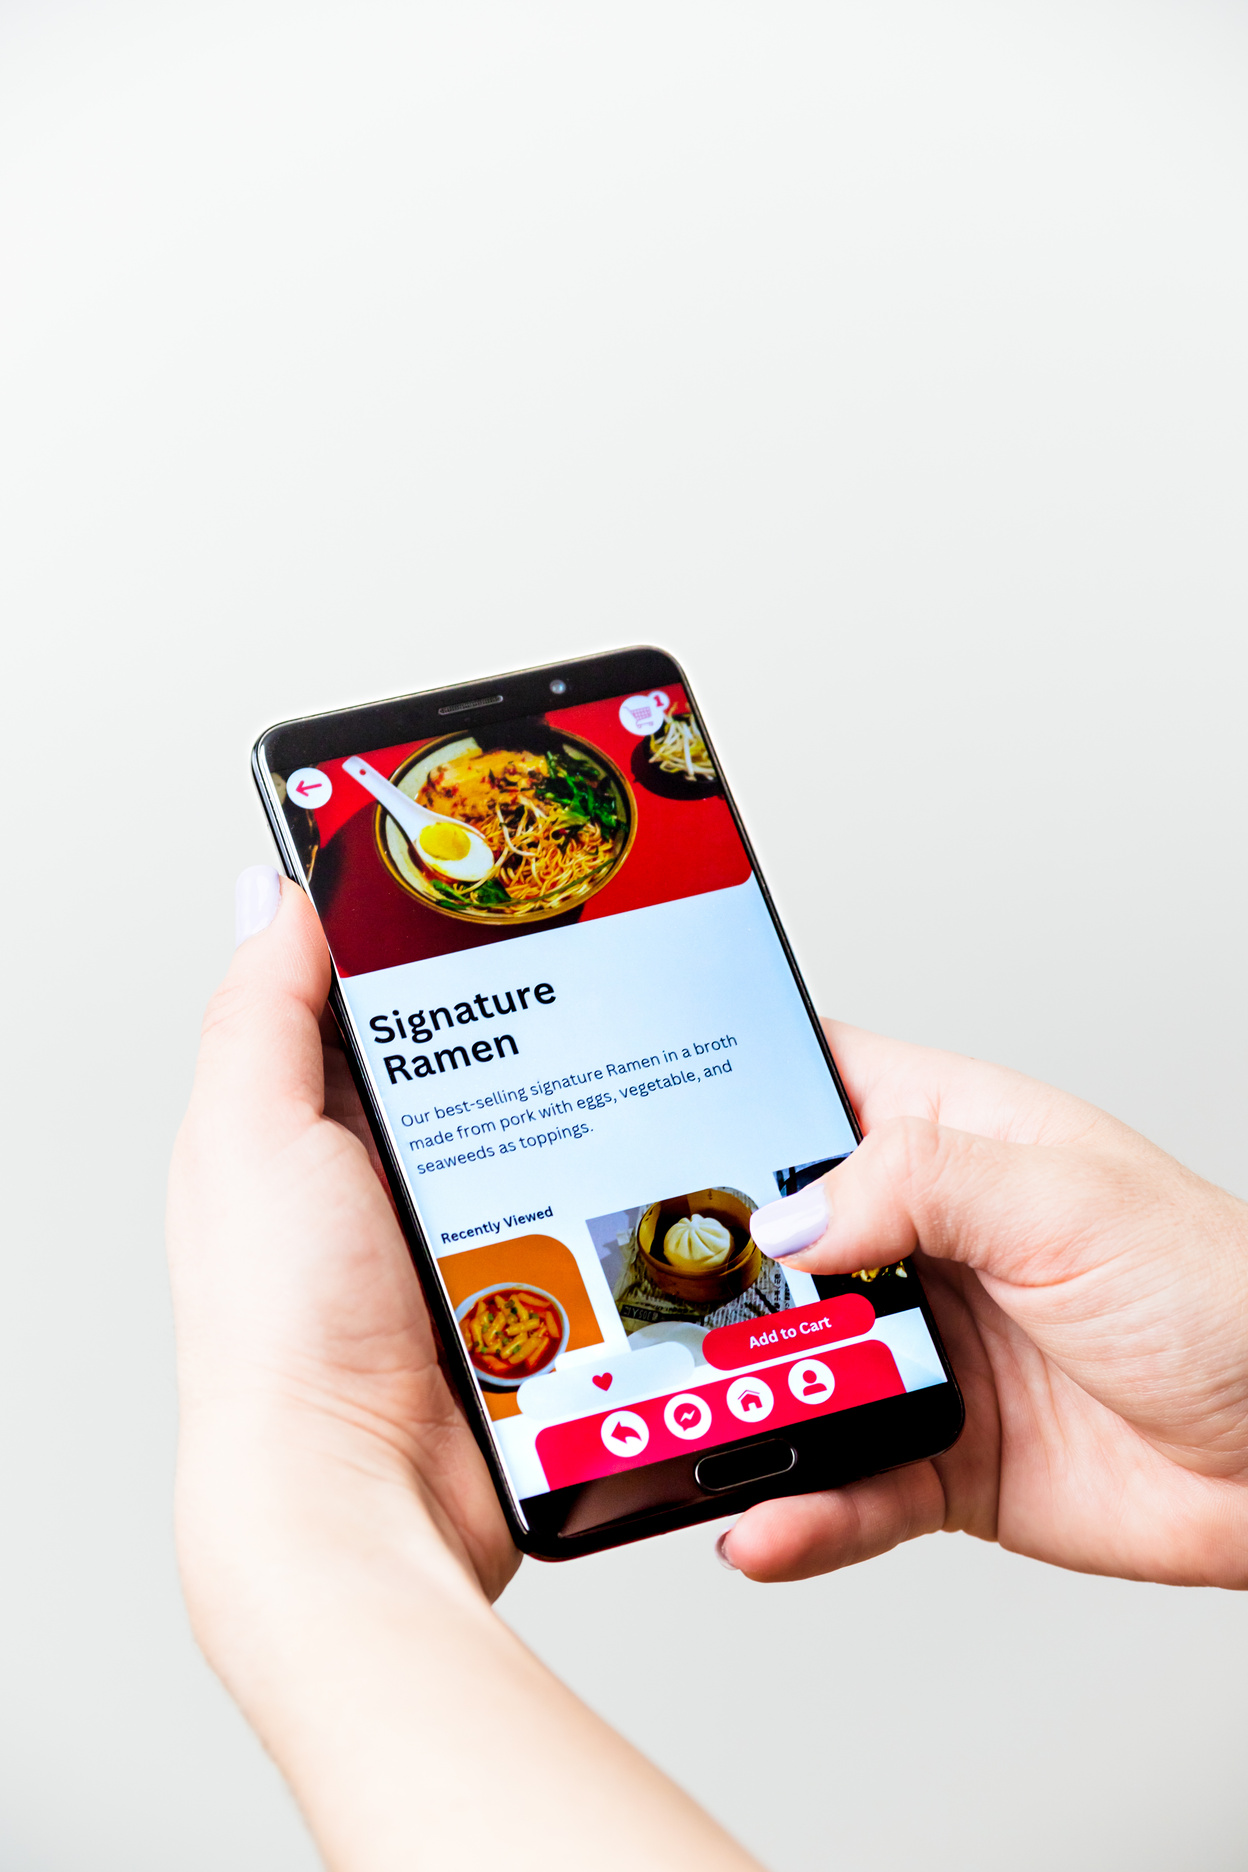 1
Signature
Ramen
Our best-selling signature Ramen in a broth
made from pork with eggs, vegetable, and
seaweeds as toppings.
Recently Viewed
Add to Cart